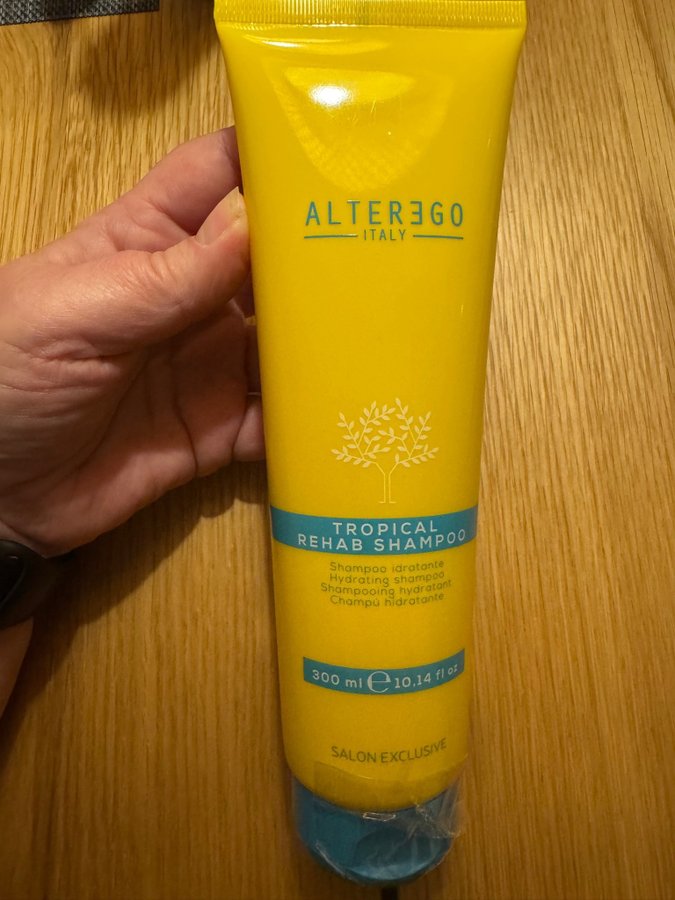 ALTERƎGO
ITALY
TROPICAL
REHAB SHAMPOO
Shampoo idratante
Hydrating shampoo
Shampooing hydratant
Champú hidratante
300 ml ℮ 10.14 fl oz
SALON EXCLUSIVE